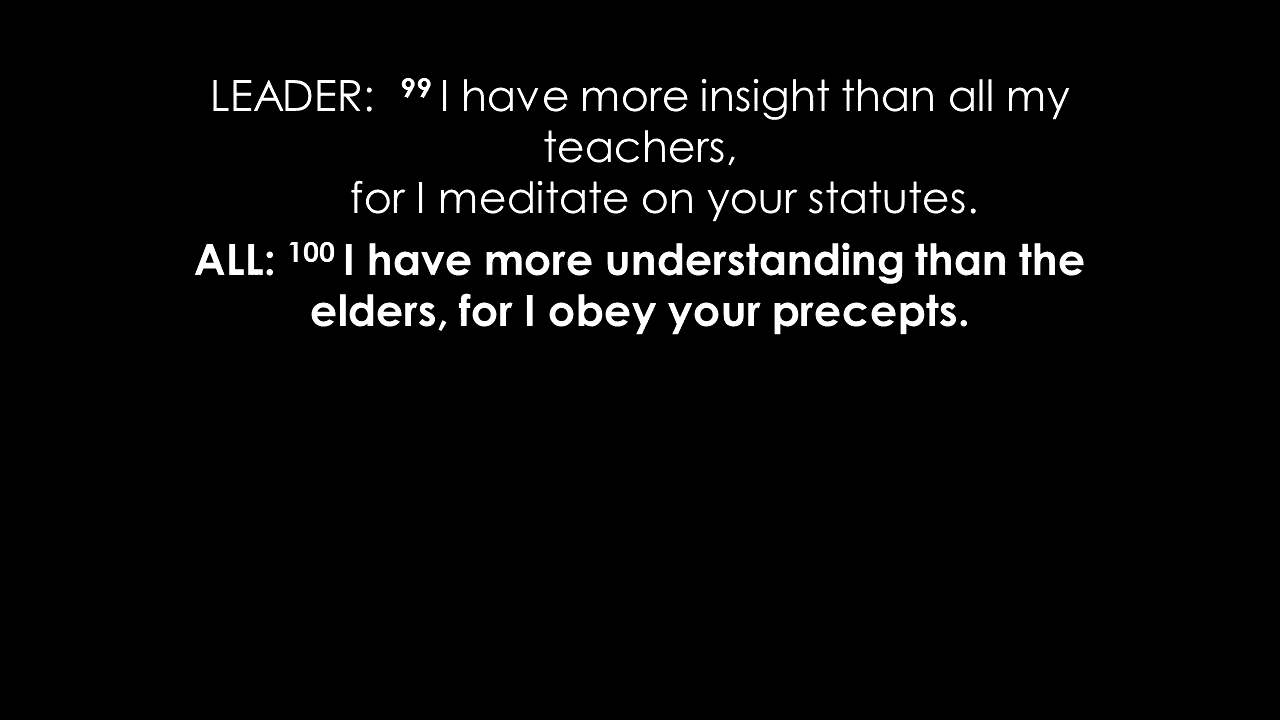 LEADER: 99 I have more insight than all my
teachers,
for I meditate on your statutes.
ALL: 100 I have more understanding than the
elders, for I obey your precepts.